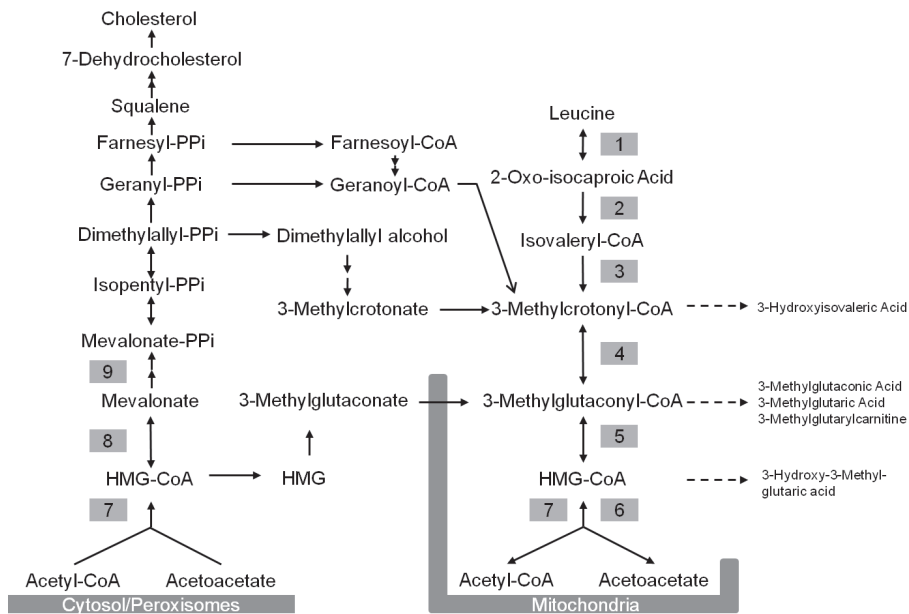 Cholesterol
7-Dehydrocholesterol
Squalene
Farnesyl-PPi
Geranyl-PPi
Dimethylallyl-PPi
Isopentyl-PPi
Mevalonate-PPi
9
Mevalonate
8
HMG-CoA
7
Acetyl-CoA
Acetoacetate
Cytosol/Peroxisomes
Farnesoyl-CoA
Geranoyl-CoA
Dimethylallyl alcohol
3-Methylcrotonate
3-Methylglutaconate
HMG
Leucine
1
2-Oxo-isocaproic Acid
2
Isovaleryl-CoA
3
3-Methylcrotonyl-CoA
4
3-Methylglutaconyl-CoA
5
HMG-CoA
7
6
Acetyl-CoA
Acetoacetate
Mitochondria
3-Hydroxyisovaleric Acid
3-Methylglutaconic Acid
3-Methylglutaric Acid
3-Methylglutarylcarnitine
3-Hydroxy-3-Methyl-
glutaric acid